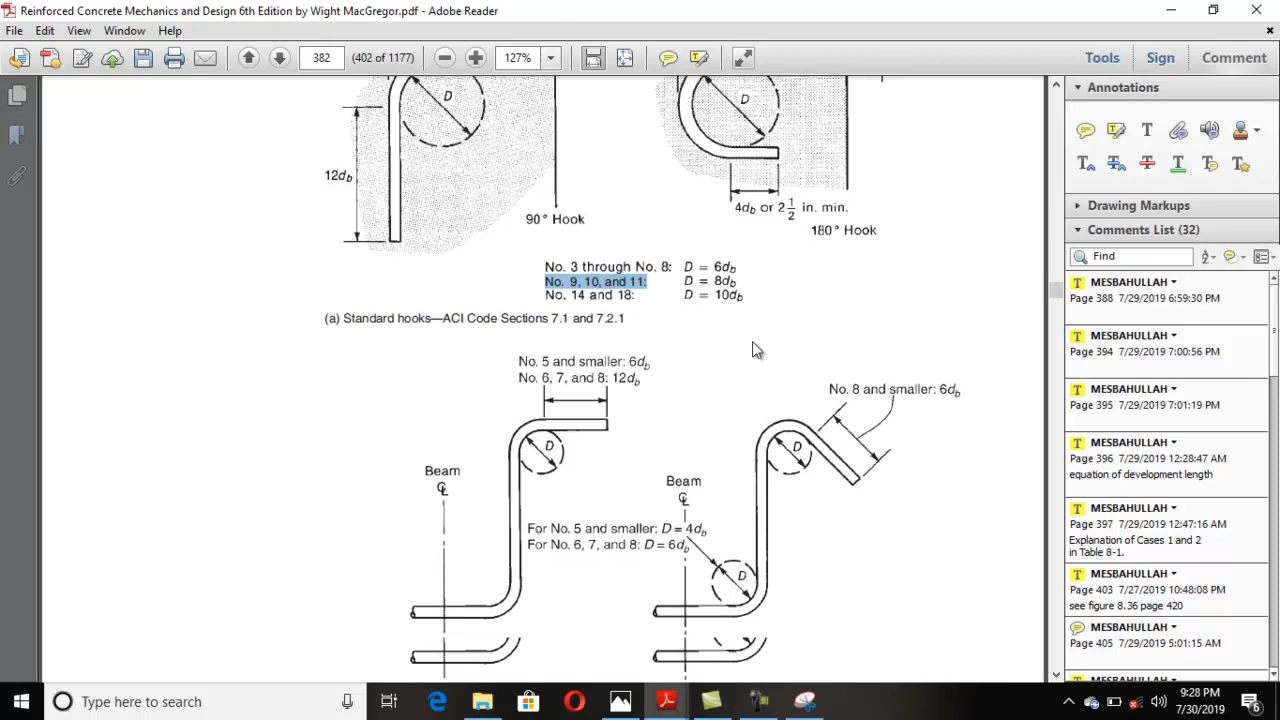 Reinforced Concrete Mechanics and Design 6th Edition by Wight MacGregor.pdf - Adobe Reader
File Edit View Window Help
382 (402 of 1177) 127% Tools Sign Comment
D
12d_b
90° Hook
D
4d_b or 2 1/2 in. min.
180° Hook
No. 3 through No. 8: D = 6d_b
No. 9, 10, and 11: D = 8d_b
No. 14 and 18: D = 10d_b
(a) Standard hooks—ACI Code Sections 7.1 and 7.2.1
No. 5 and smaller: 6d_b
No. 6, 7, and 8: 12d_b
D
Beam
℄
No. 8 and smaller: 6d_b
D
Beam
℄
For No. 5 and smaller: D = 4d_b
For No. 6, 7, and 8: D = 6d_b
D
Annotations
Drawing Markups
Comments List (32)
Find
MESBAHULLAH
Page 388 7/29/2019 6:59:30 PM
MESBAHULLAH
Page 394 7/29/2019 7:00:56 PM
MESBAHULLAH
Page 395 7/29/2019 7:01:19 PM
MESBAHULLAH
Page 396 7/29/2019 12:28:47 AM
equation of development length
MESBAHULLAH
Page 397 7/29/2019 12:47:16 AM
Explanation of Cases 1 and 2
in Table 8-1.
MESBAHULLAH
Page 403 7/27/2019 10:48:08 PM
see figure 8.36 page 420
MESBAHULLAH
Page 405 7/29/2019 5:01:15 AM
Type here to search
9:28 PM
7/30/2019
6